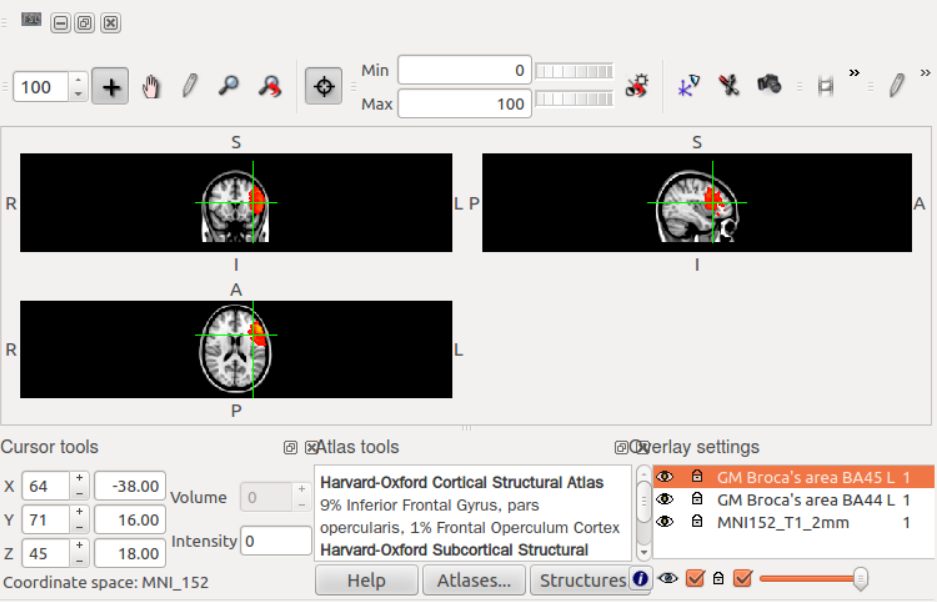 100
Min 0
Max 100
»
»
S S
R L P A
I I
A
R L
P
Cursor tools Atlas tools Overlay settings
X 64 + − -38.00
Y 71 + − 16.00
Z 45 + − 18.00
Volume 0 + −
Intensity 0
Coordinate space: MNI_152
Harvard-Oxford Cortical Structural Atlas
9% Inferior Frontal Gyrus, pars
opercularis, 1% Frontal Operculum Cortex
Harvard-Oxford Subcortical Structural
Help Atlases... Structures
GM Broca's area BA45 L 1
GM Broca's area BA44 L 1
MNI152_T1_2mm 1